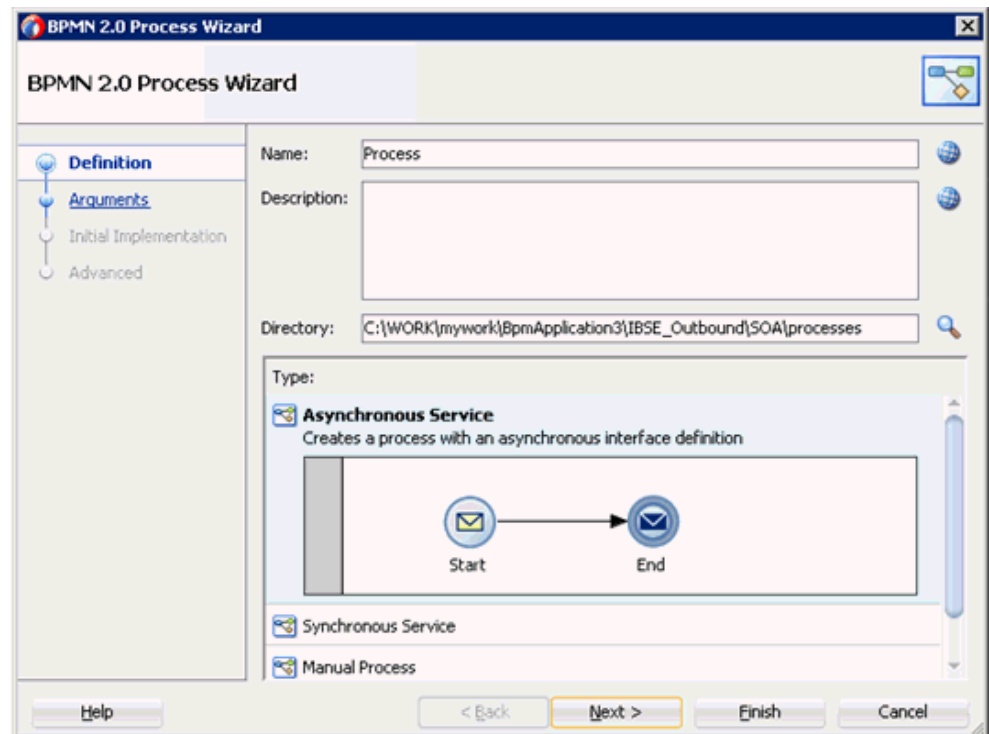 BPMN 2.0 Process Wizard
BPMN 2.0 Process Wizard
Definition
Arguments
Initial Implementation
Advanced
Name: Process
Description:
Directory: C:\WORK\mywork\BpmApplication3\IBSE_Outbound\SOA\processes
Type:
Asynchronous Service
Creates a process with an asynchronous interface definition
Start End
Synchronous Service
Manual Process
Help < Back Next > Finish Cancel